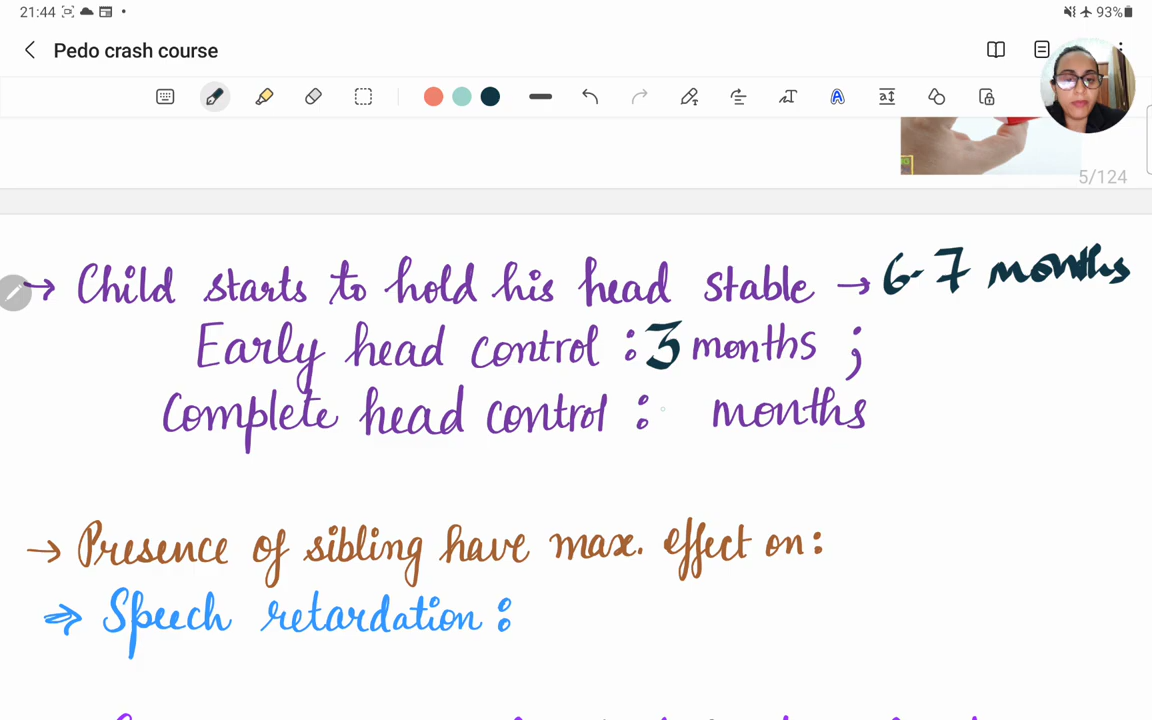 21:44 93%
Pedo crash course
5/124
→ Child starts to hold his head stable → 6-7 months
Early head control : 3 months ;
Complete head control : months
→ Presence of sibling have max. effect on:
⇒ Speech retardation :